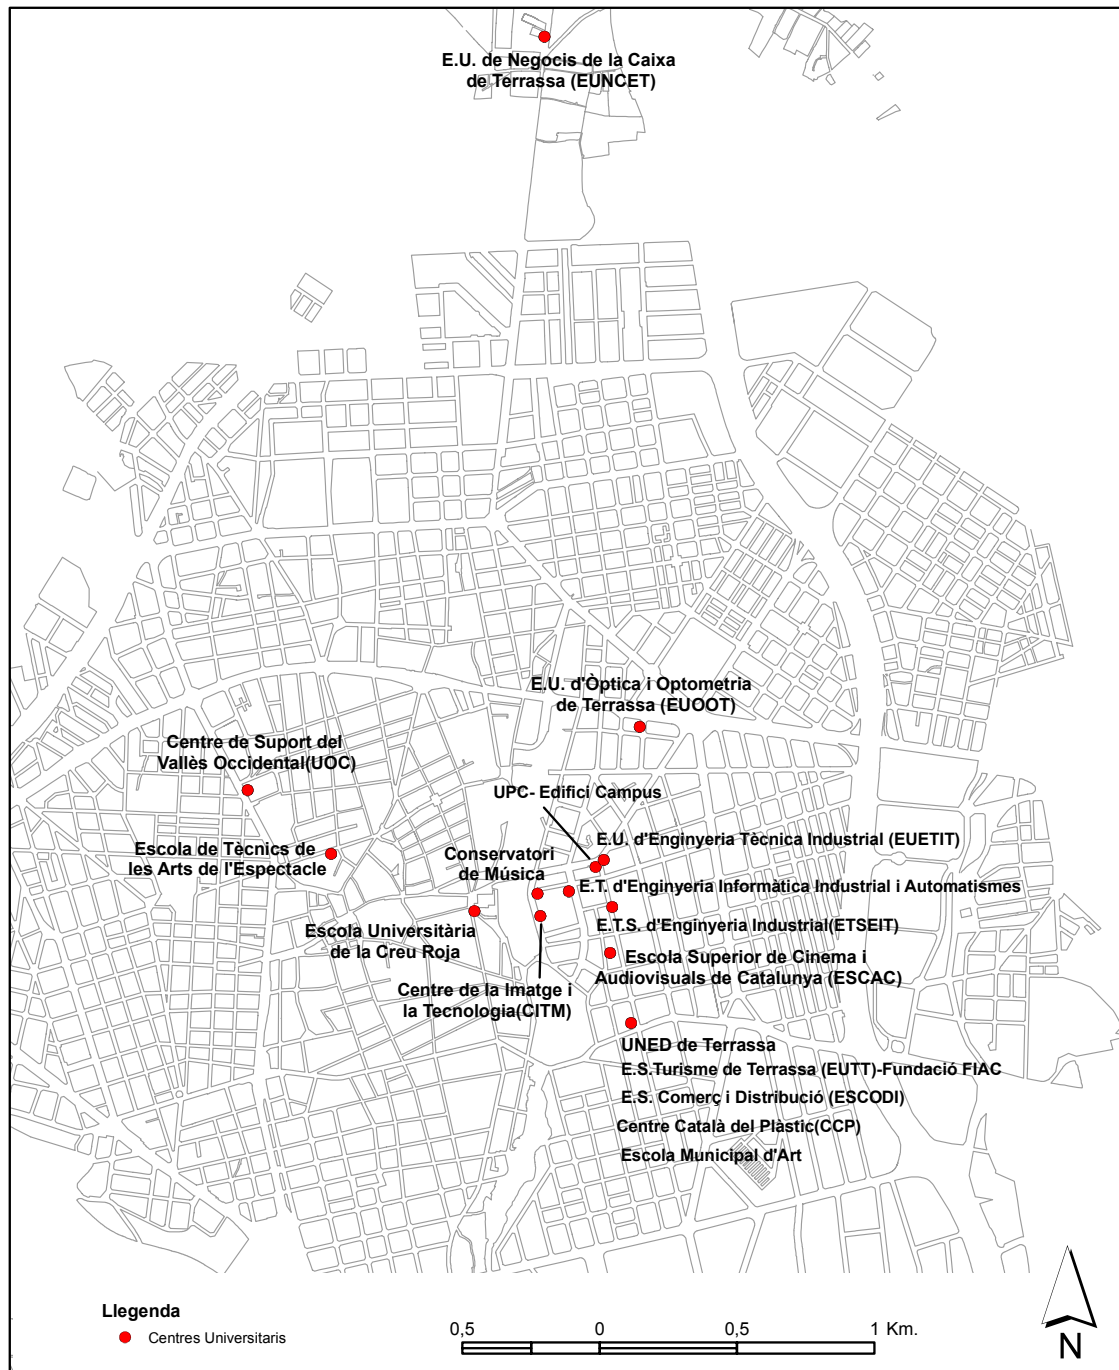 E.U. de Negocis de la Caixa
de Terrassa (EUNCET)
E.U. d'Òptica i Optometria
de Terrassa (EUOOT)
Centre de Suport del
Vallès Occidental(UOC)
UPC- Edifici Campus
E.U. d'Enginyeria Tècnica Industrial (EUETIT)
Escola de Tècnics de
les Arts de l'Espectacle
Conservatori
de Música
E.T. d'Enginyeria Informàtica Industrial i Automatismes
E.T.S. d'Enginyeria Industrial(ETSEIT)
Escola Universitària
de la Creu Roja
Escola Superior de Cinema i
Audiovisuals de Catalunya (ESCAC)
Centre de la Imatge i
la Tecnologia(CITM)
UNED de Terrassa
E.S.Turisme de Terrassa (EUTT)-Fundació FIAC
E.S. Comerç i Distribució (ESCODI)
Centre Català del Plàstic(CCP)
Escola Municipal d'Art
Llegenda
Centres Universitaris
0,5 0 0,5 1 Km.
N